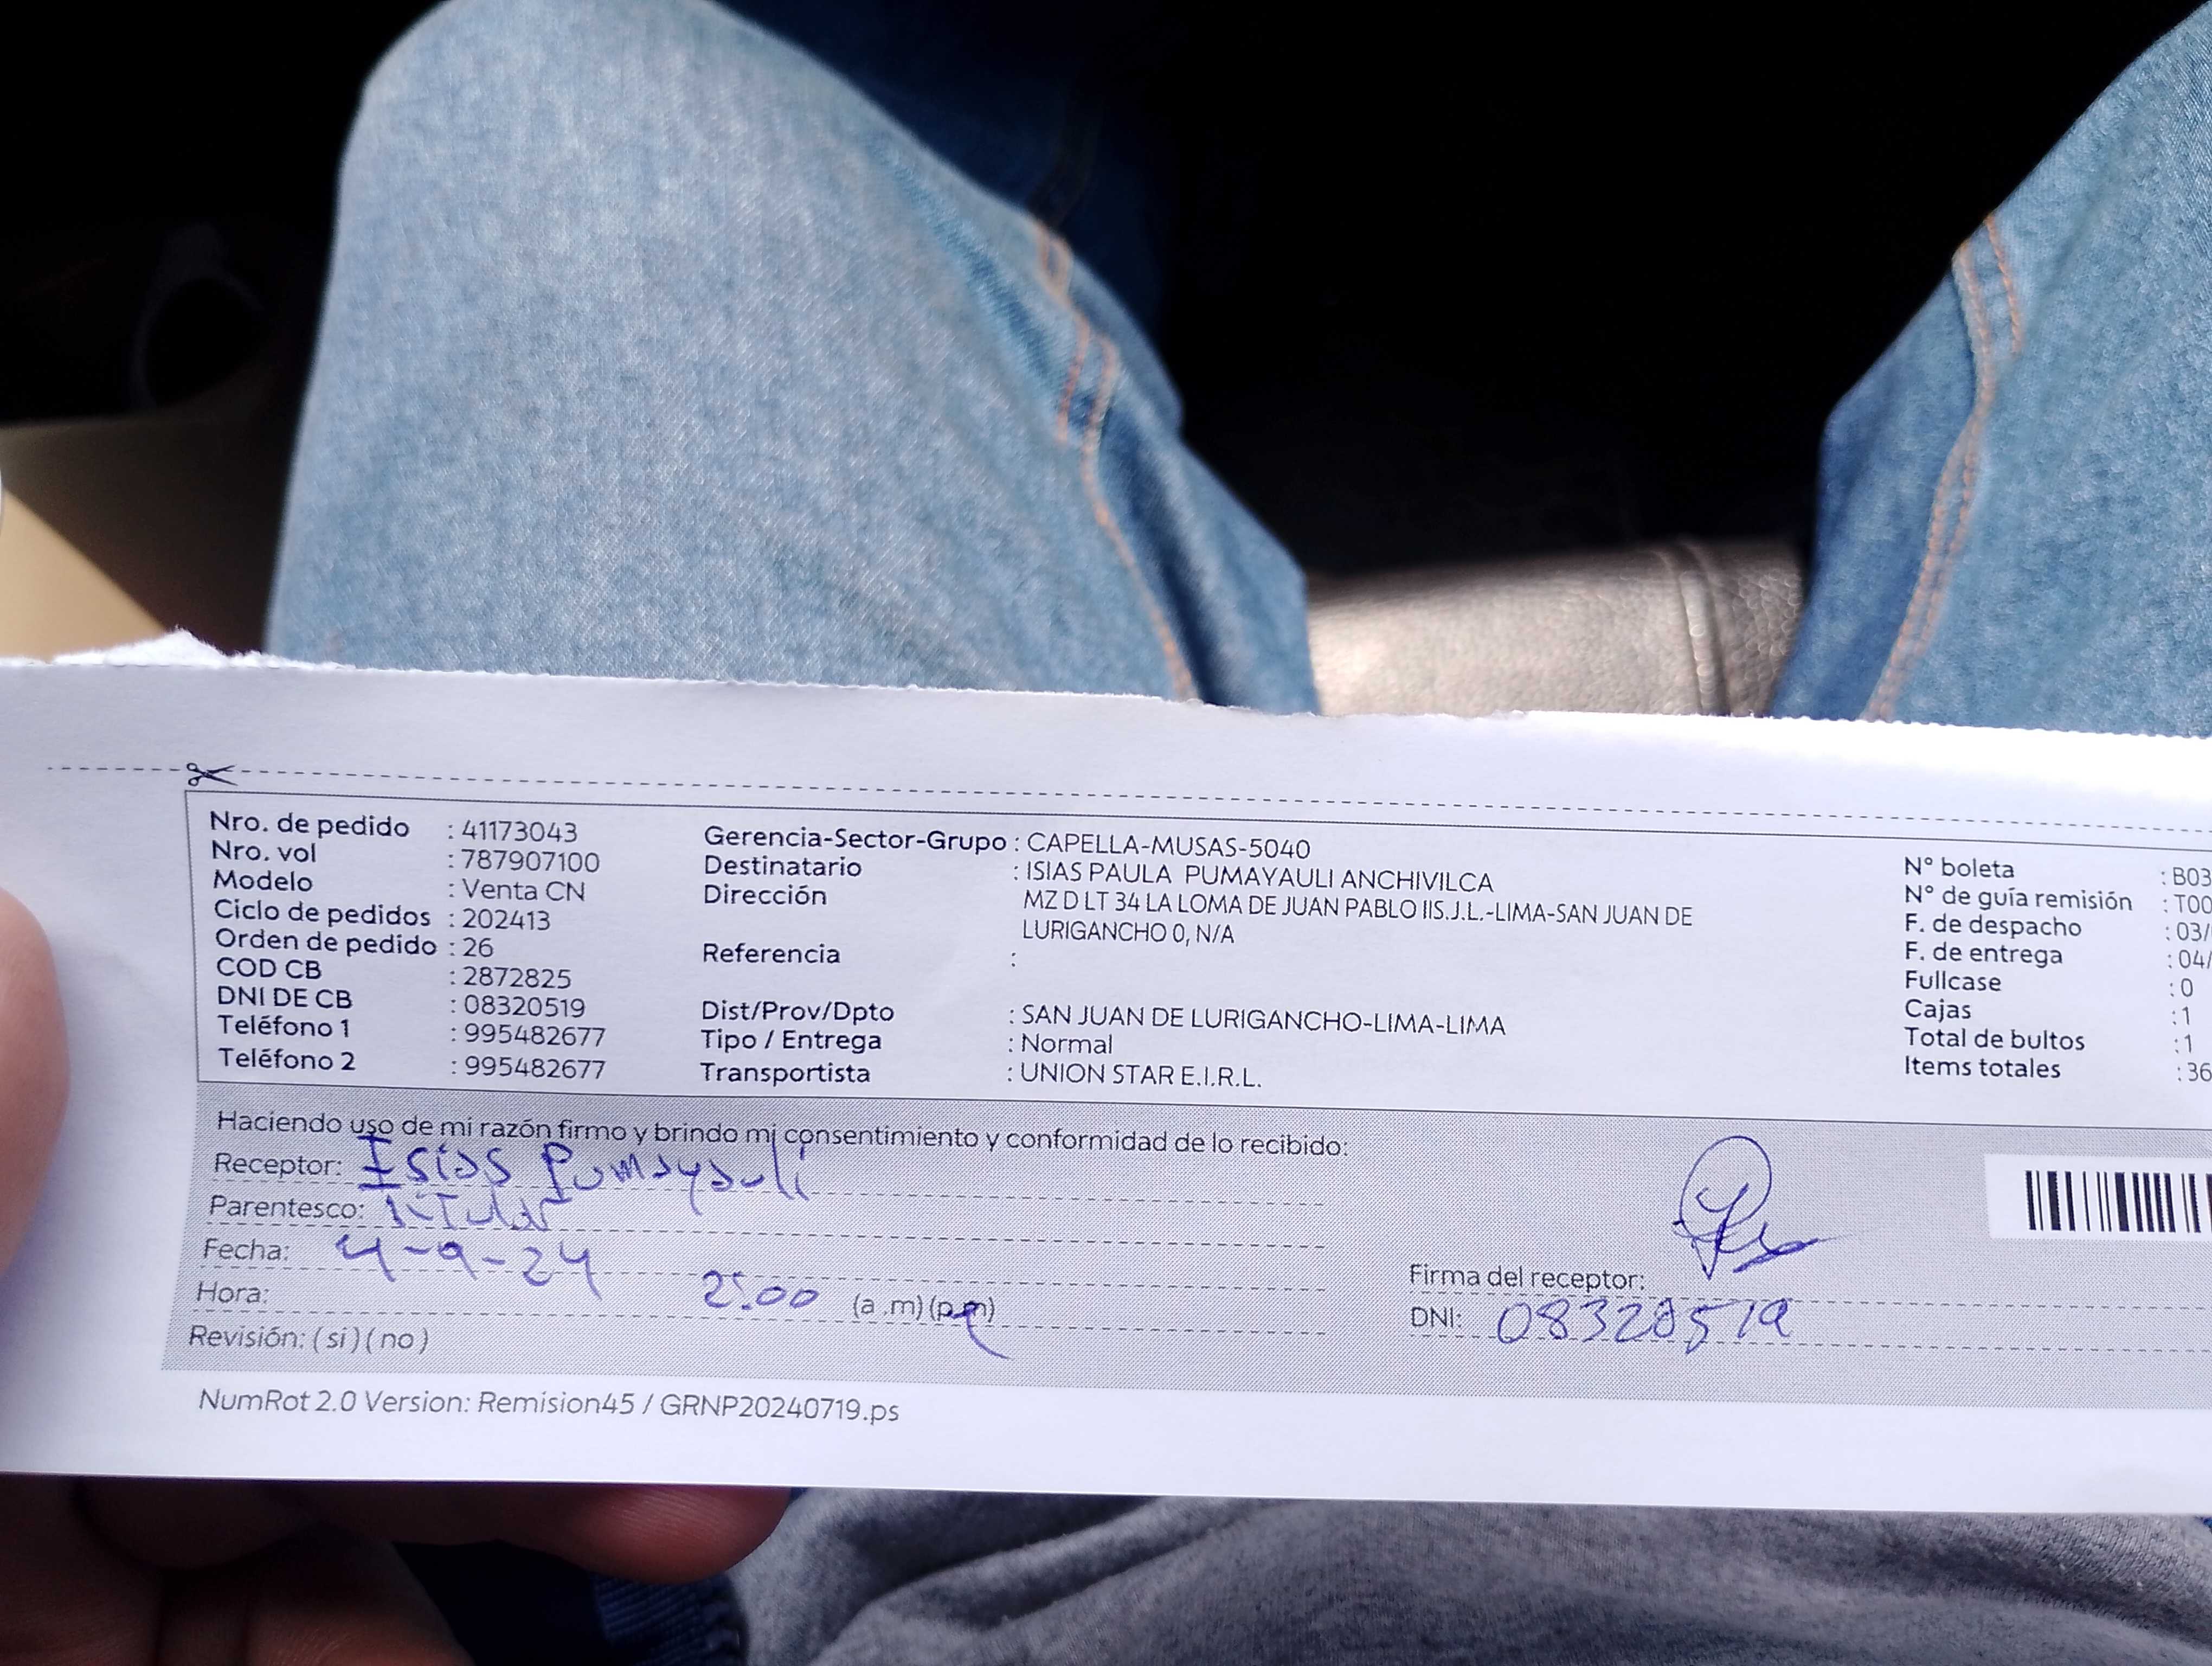 Nro. de pedido : 41173043
Nro. vol : 787907100
Modelo : Venta CN
Ciclo de pedidos : 202413
Orden de pedido : 26
COD CB : 2872825
DNI DE CB : 08320519
Teléfono 1 : 995482677
Teléfono 2 : 995482677
Gerencia-Sector-Grupo : CAPELLA-MUSAS-5040
Destinatario : ISIAS PAULA PUMAYAULI ANCHIVILCA
Dirección MZ D LT 34 LA LOMA DE JUAN PABLO IIS.J.L.-LIMA-SAN JUAN DE
LURIGANCHO 0, N/A
Referencia :
Dist/Prov/Dpto : SAN JUAN DE LURIGANCHO-LIMA-LIMA
Tipo / Entrega : Normal
Transportista : UNION STAR E.I.R.L.
N° boleta : B03
N° de guía remisión : T00
F. de despacho : 03/
F. de entrega : 04/
Fullcase : 0
Cajas : 1
Total de bultos : 1
Items totales : 36
Haciendo uso de mi razón firmo y brindo mi consentimiento y conformidad de lo recibido:
Receptor: Isias Pumayauli
Parentesco: Titular
Fecha: 4-9-24
Hora: 2:00 (a .m) (p.m)
Revisión: ( si ) ( no )
Firma del receptor:
DNI: 08320519
NumRot 2.0 Version: Remision45 / GRNP20240719.ps